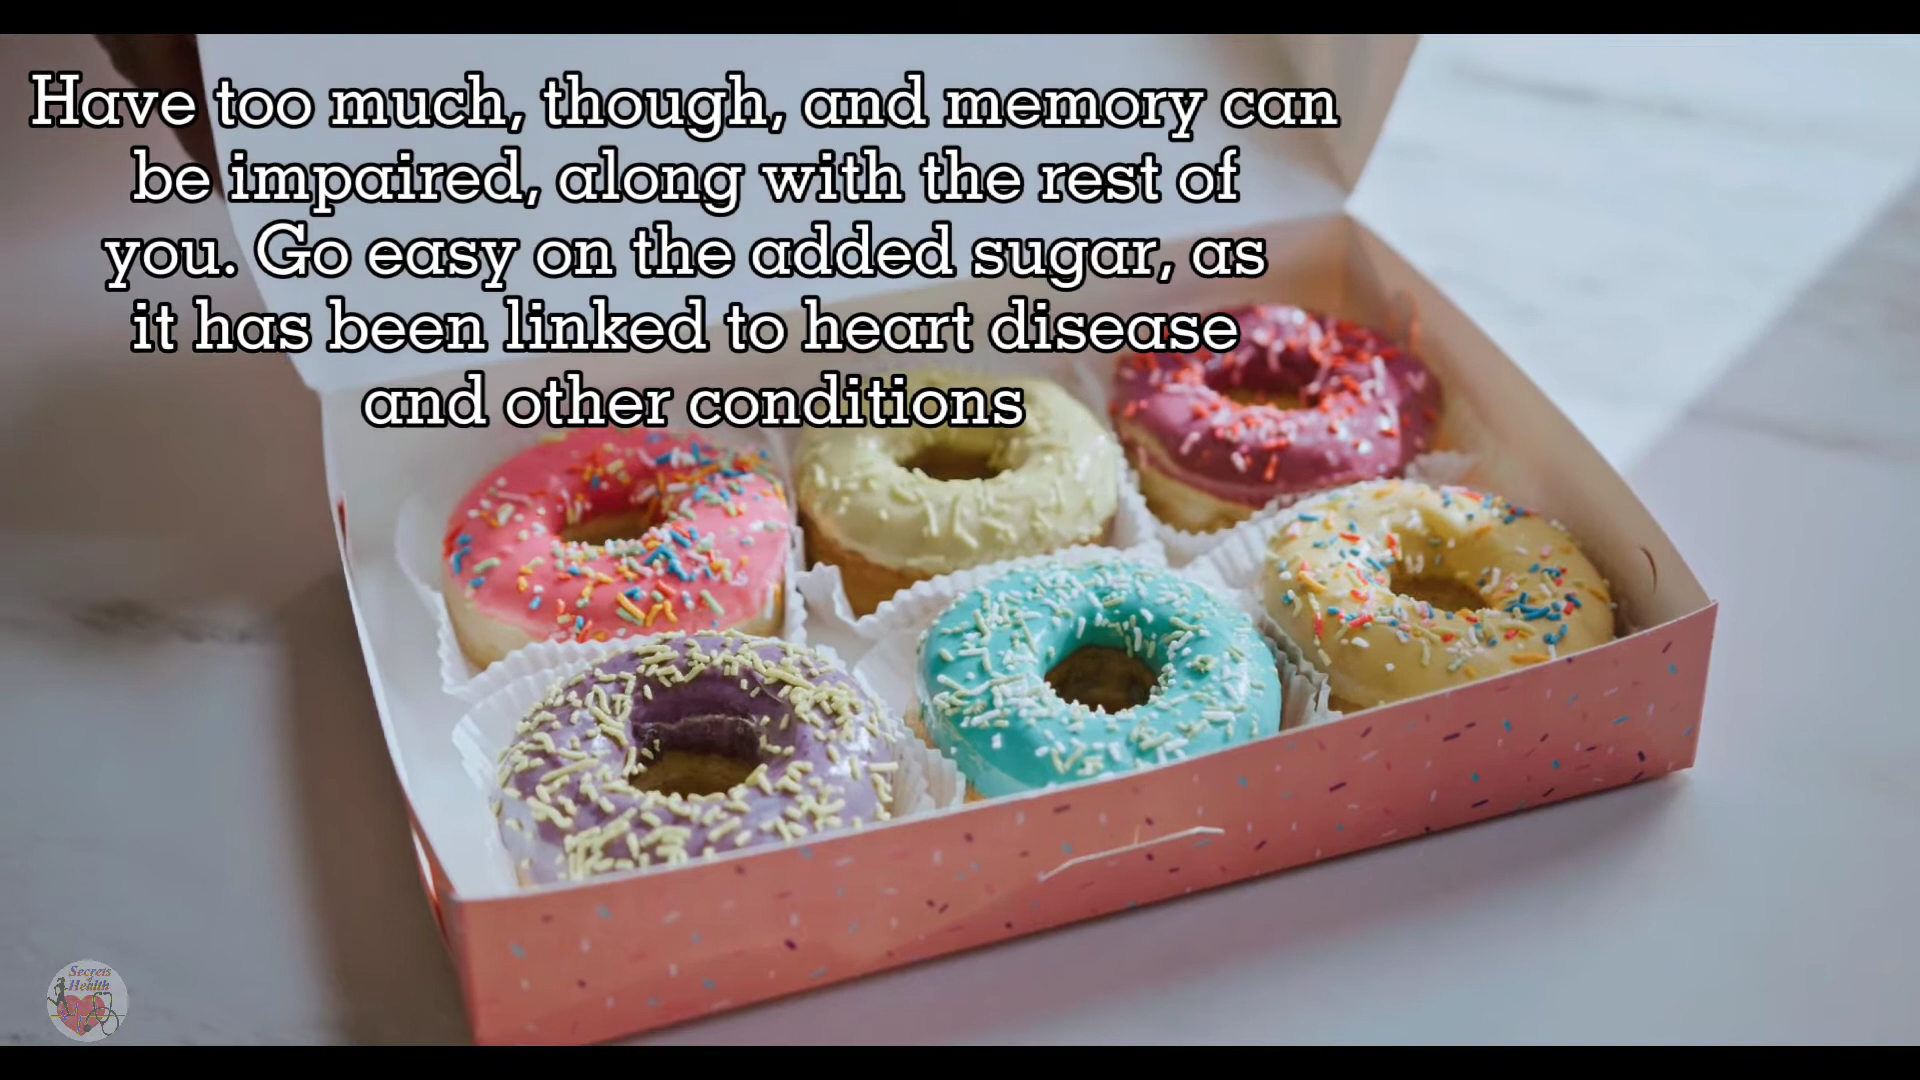 Have too much, though, and memory can
be impaired, along with the rest of
you. Go easy on the added sugar, as
it has been linked to heart disease
and other conditions
Secrets
of
Health